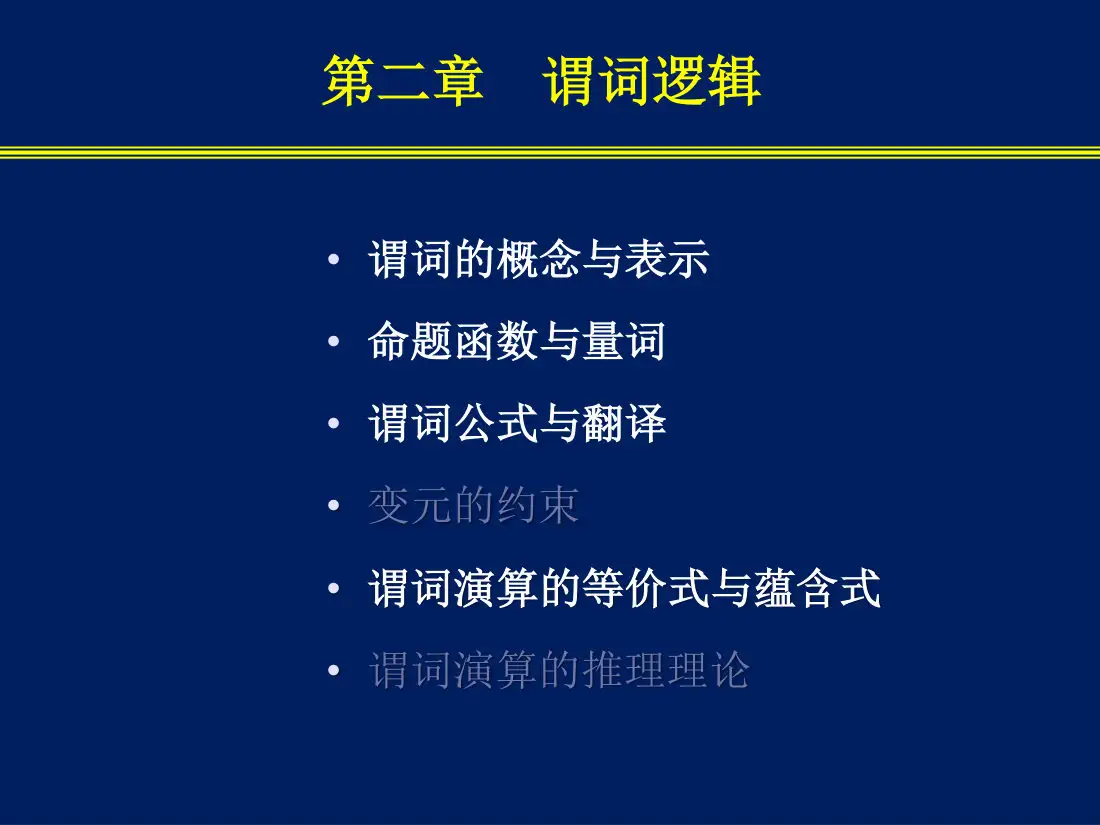 第二章　谓词逻辑
• 谓词的概念与表示
• 命题函数与量词
• 谓词公式与翻译
• 变元的约束
• 谓词演算的等价式与蕴含式
• 谓词演算的推理理论